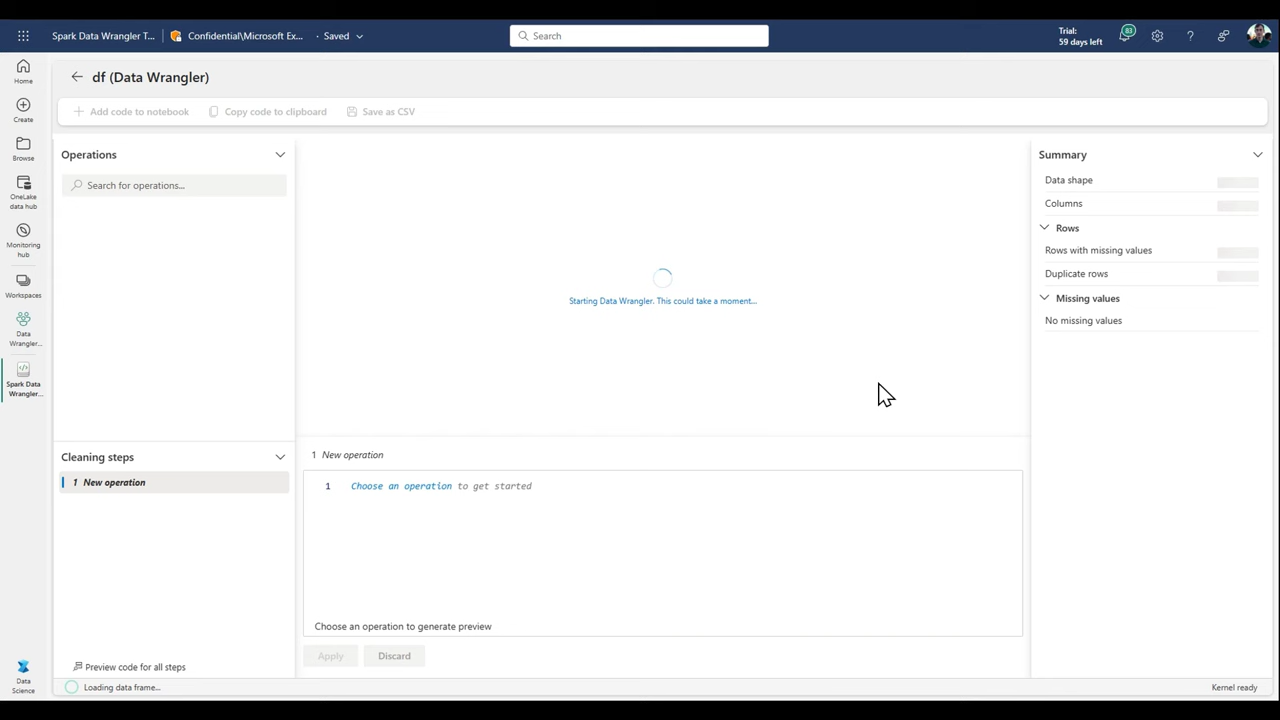 Spark Data Wrangler T...
Confidential\Microsoft Ex...
· Saved
Search
Trial:
59 days left
83
Home
Create
Browse
OneLake
data hub
Monitoring
hub
Workspaces
Data
Wrangler...
Spark Data
Wrangler...
Data
Science
df (Data Wrangler)
Add code to notebook
Copy code to clipboard
Save as CSV
Operations
Search for operations...
Cleaning steps
1 New operation
Preview code for all steps
Starting Data Wrangler. This could take a moment...
1 New operation
1 Choose an operation to get started
Choose an operation to generate preview
Apply
Discard
Summary
Data shape
Columns
Rows
Rows with missing values
Duplicate rows
Missing values
No missing values
Loading data frame...
Kernel ready